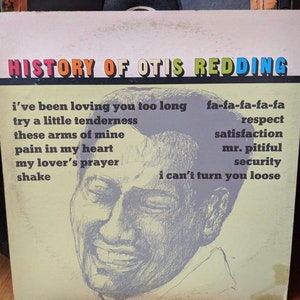 HISTORY OF OTIS REDDING
i've been loving you too long
try a little tenderness
these arms of mine
pain in my heart
my lover's prayer
shake
fa-fa-fa-fa-fa
respect
satisfaction
mr. pitiful
security
i can't turn you loose